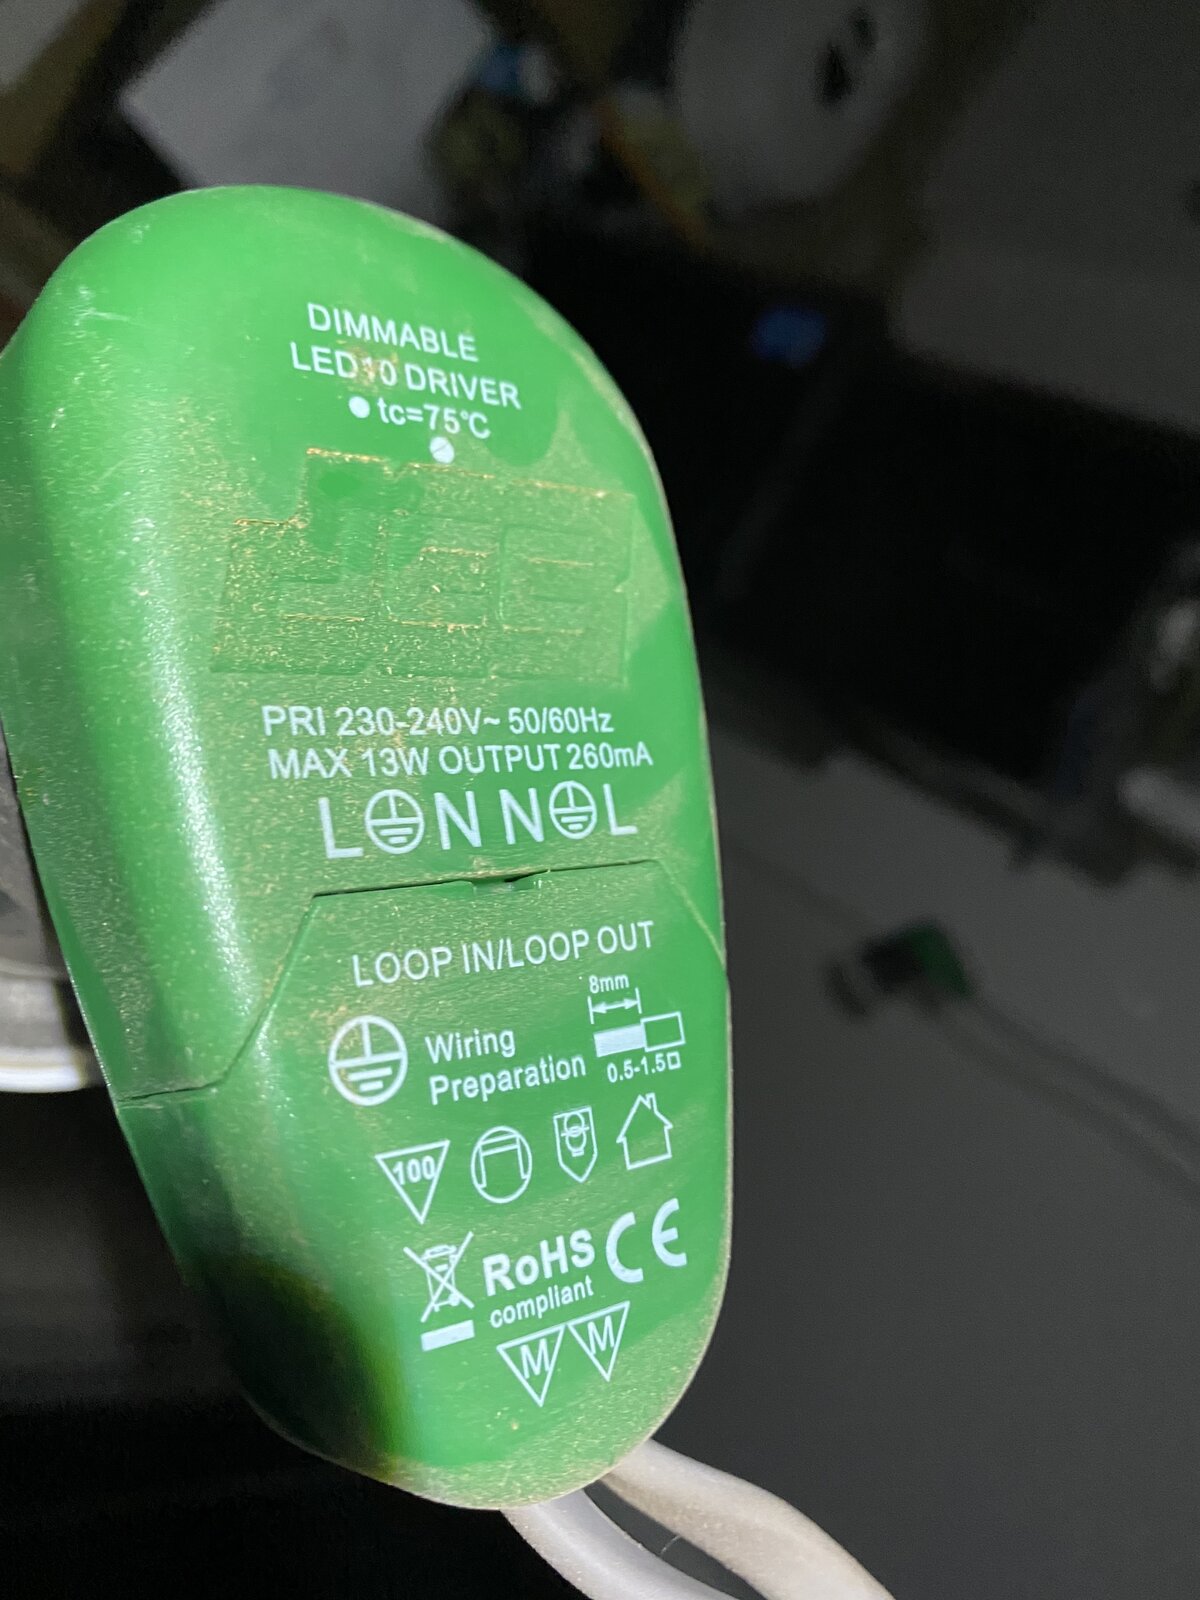 DIMMABLE
LED10 DRIVER
tc=75°C
JCC
PRI 230-240V~ 50/60Hz
MAX 13W OUTPUT 260mA
L N N L
LOOP IN/LOOP OUT
8mm
Wiring
Preparation
0.5-1.5
100
RoHS
compliant
CE
M M